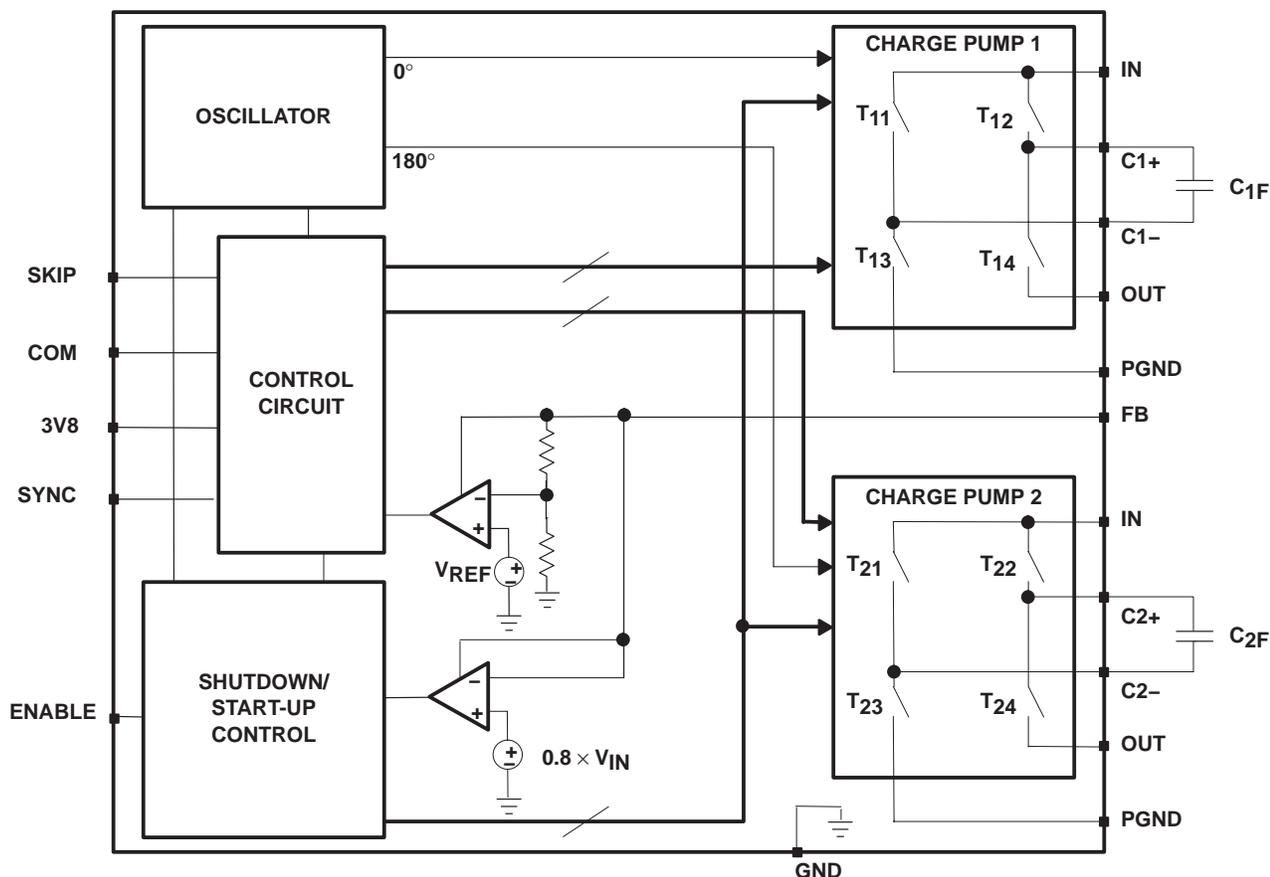 CHARGE PUMP 1
IN
0°
OSCILLATOR
T11
T12
180°
C1+
C1F
C1−
T13
T14
SKIP
OUT
COM
PGND
CONTROL
CIRCUIT
FB
3V8
SYNC
CHARGE PUMP 2
−
+
IN
VREF
+
−
T21
T22
C2+
C2F
SHUTDOWN/
START-UP
CONTROL
−
+
C2−
T23
T24
ENABLE
OUT
+
−
0.8 × VIN
PGND
GND